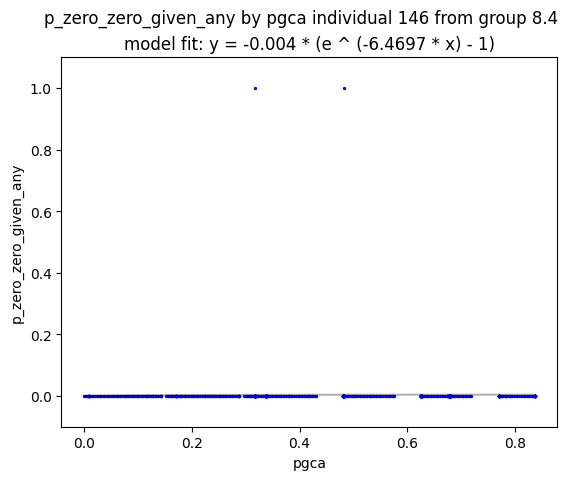 p_zero_zero_given_any by pgca individual 146 from group 8.4
model fit: y = -0.004 * (e ^ (-6.4697 * x) - 1)
1.0
0.8
0.6
0.4
0.2
0.0
p_zero_zero_given_any
0.0 0.2 0.4 0.6 0.8
pgca